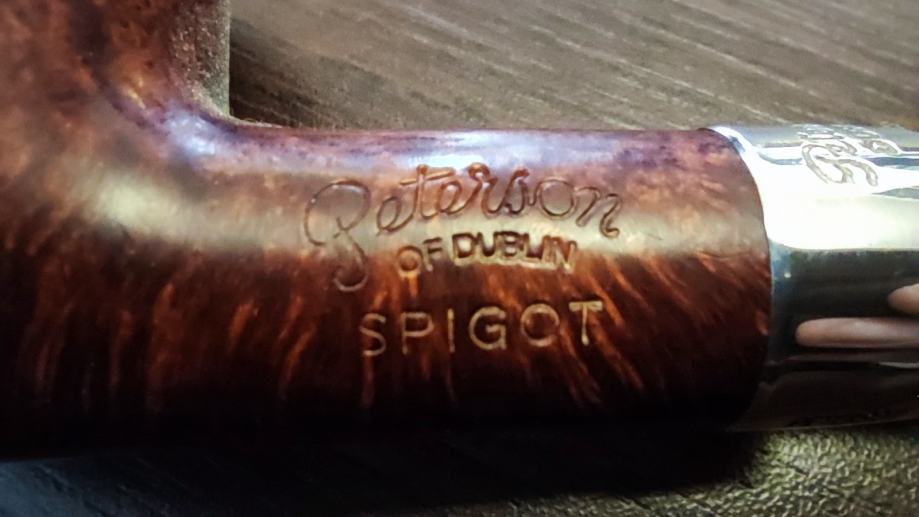 Peterson
OF DUBLIN
SPIGOT